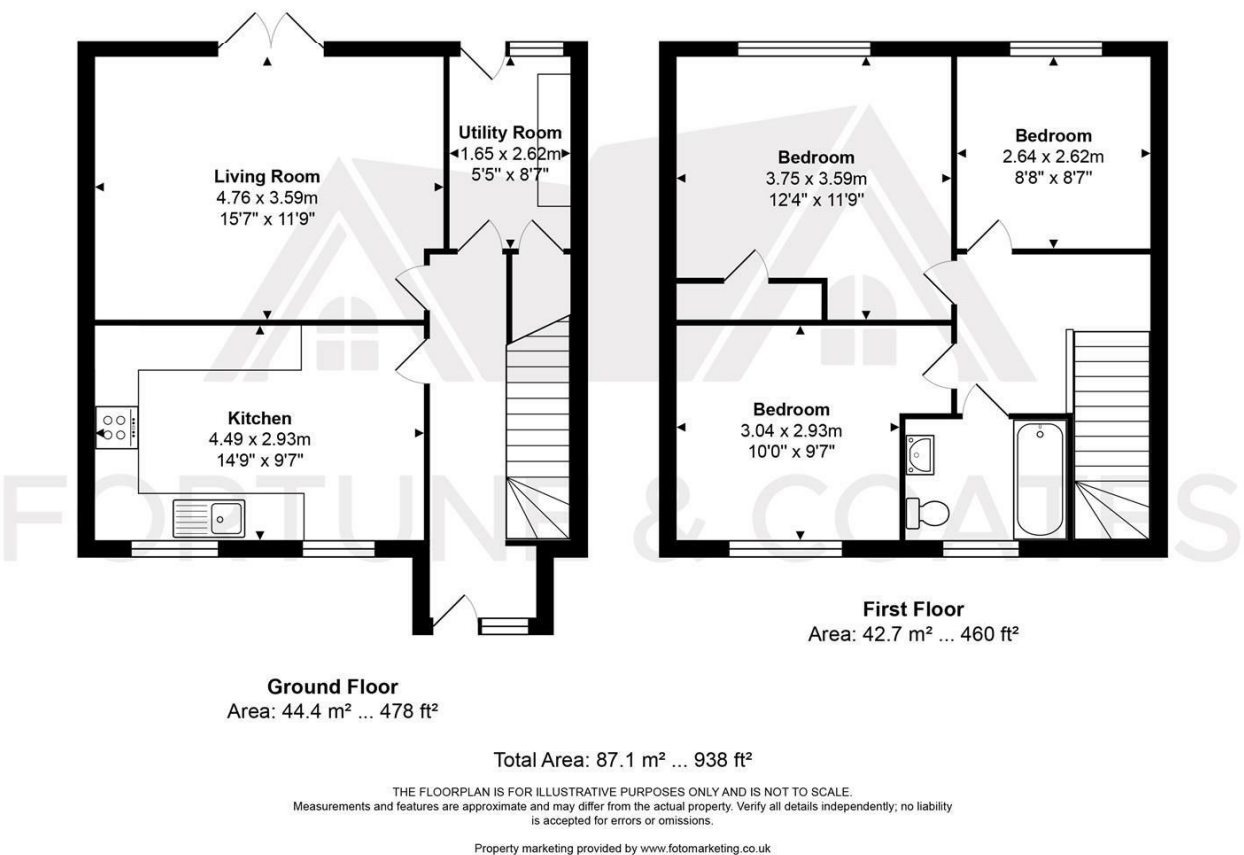 Living Room
4.76 x 3.59m
15'7" x 11'9"
Utility Room
1.65 x 2.62m
5'5" x 8'7"
Kitchen
4.49 x 2.93m
14'9" x 9'7"
Bedroom
3.75 x 3.59m
12'4" x 11'9"
Bedroom
2.64 x 2.62m
8'8" x 8'7"
Bedroom
3.04 x 2.93m
10'0" x 9'7"
FORTUNE & COATES
First Floor
Area: 42.7 m² ... 460 ft²
Ground Floor
Area: 44.4 m² ... 478 ft²
Total Area: 87.1 m² ... 938 ft²
THE FLOORPLAN IS FOR ILLUSTRATIVE PURPOSES ONLY AND IS NOT TO SCALE.
Measurements and features are approximate and may differ from the actual property. Verify all details independently; no liability
is accepted for errors or omissions.
Property marketing provided by www.fotomarketing.co.uk